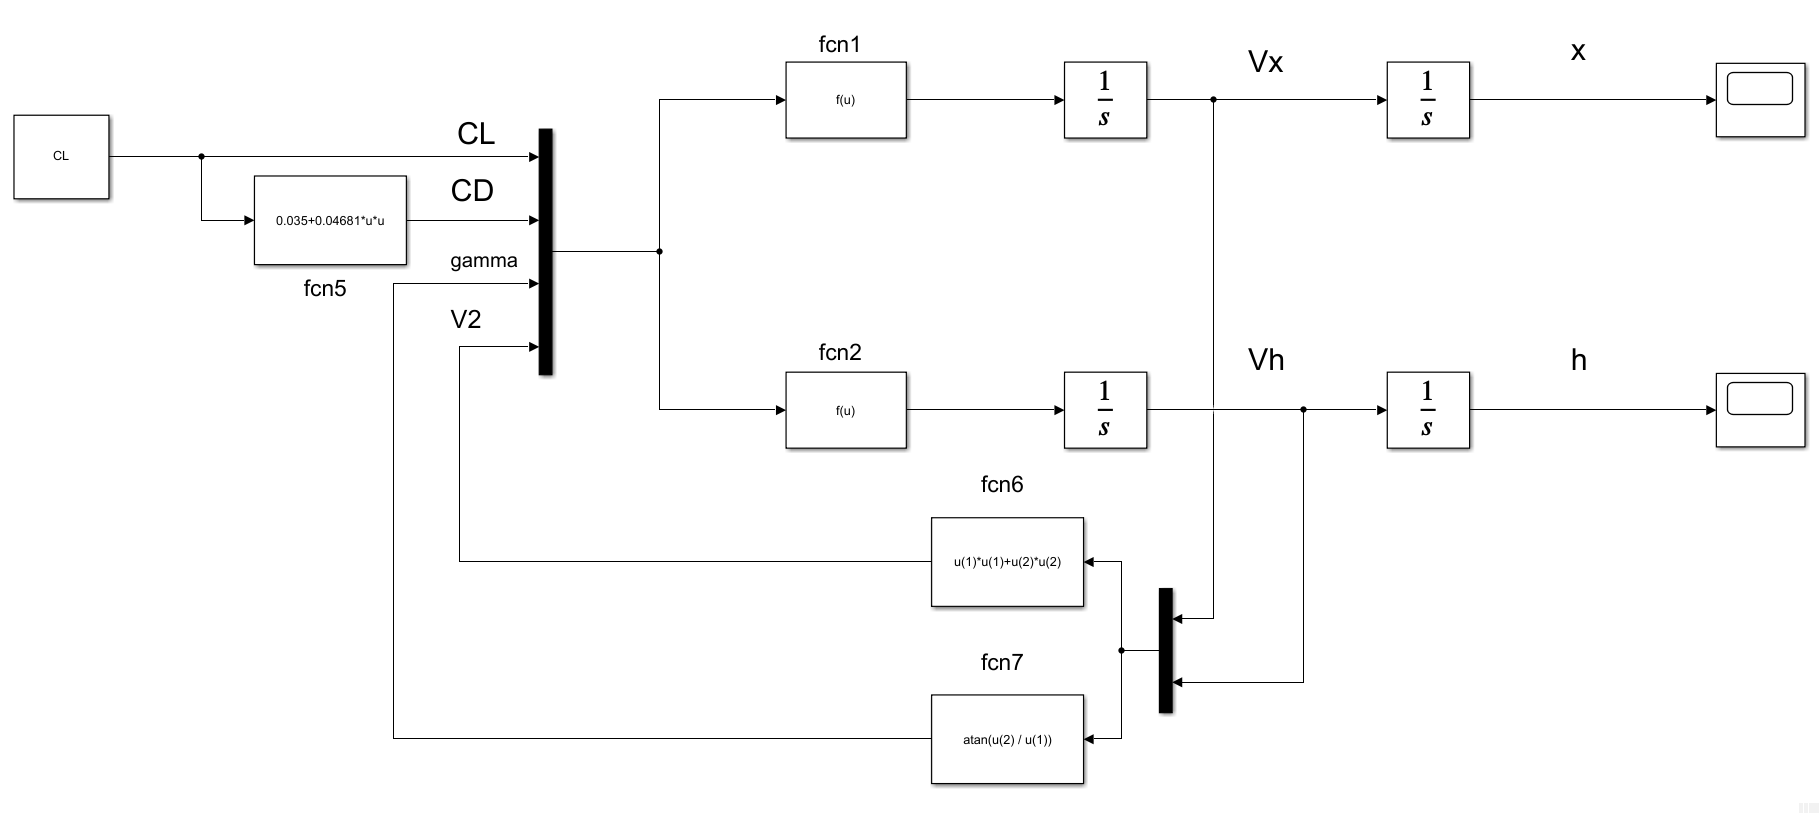 fcn1
Vx
x
f(u)
1
s
1
s
CL
CL
0.035+0.04681*u*u
CD
fcn5
gamma
V2
fcn2
Vh
h
f(u)
1
s
1
s
fcn6
u(1)*u(1)+u(2)*u(2)
fcn7
atan(u(2) / u(1))